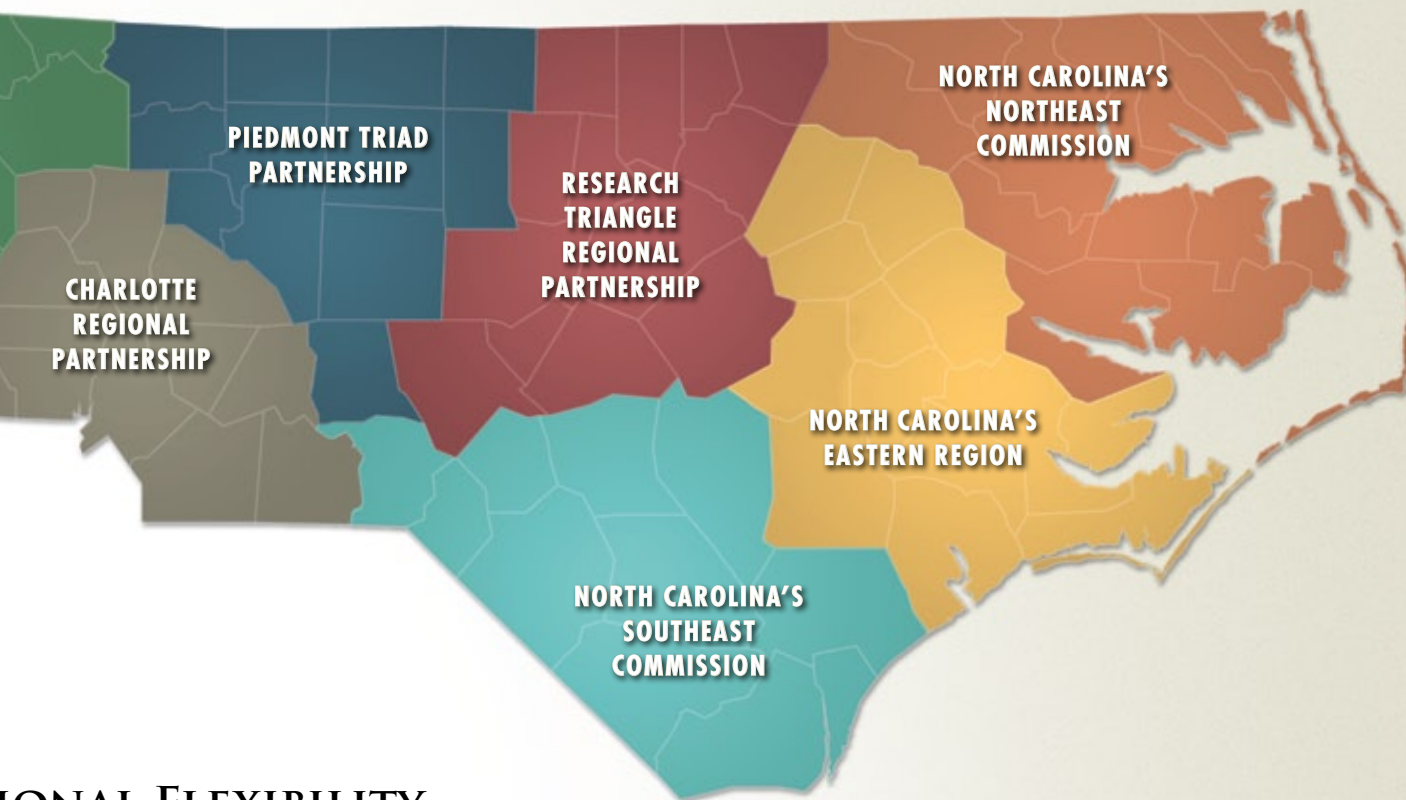 NORTH CAROLINA'S
NORTHEAST
COMMISSION
PIEDMONT TRIAD
PARTNERSHIP
RESEARCH
TRIANGLE
REGIONAL
PARTNERSHIP
CHARLOTTE
REGIONAL
PARTNERSHIP
NORTH CAROLINA'S
EASTERN REGION
NORTH CAROLINA'S
SOUTHEAST
COMMISSION